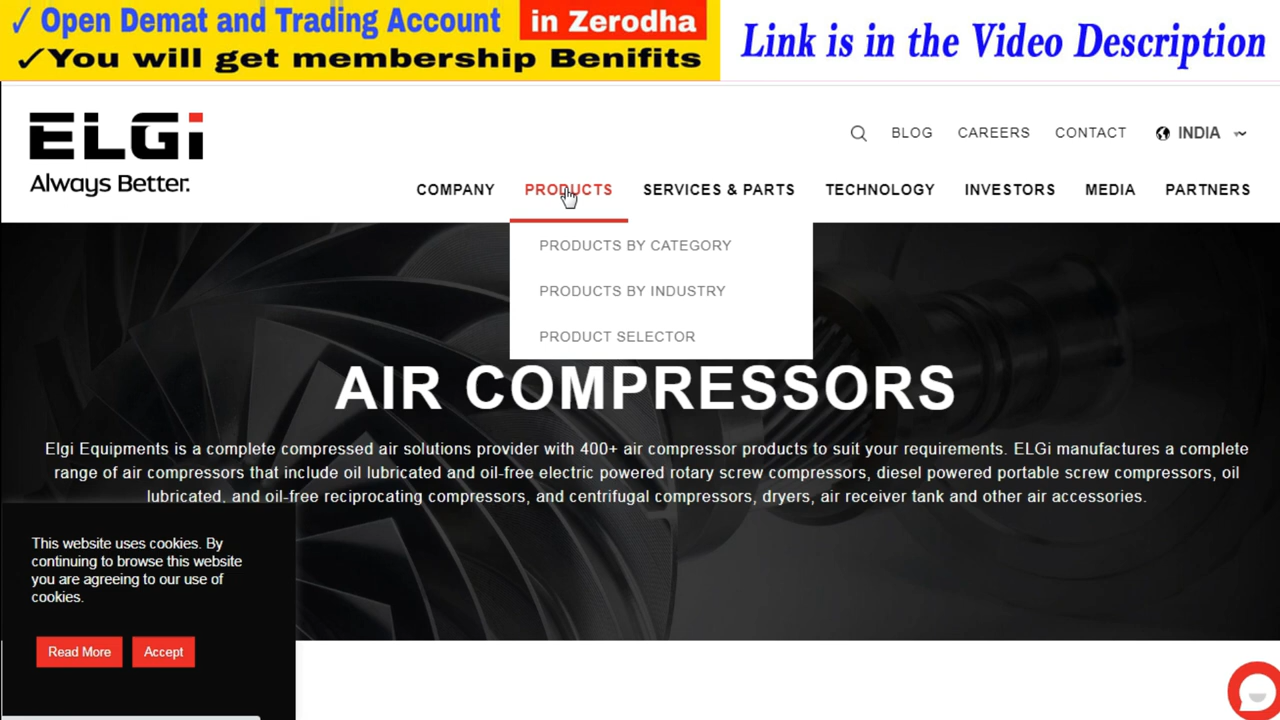 ✓ Open Demat and Trading Account in Zerodha
✓You will get membership Benifits
Link is in the Video Description
ELGi
Always Better.
BLOG CAREERS CONTACT INDIA
COMPANY PRODUCTS SERVICES & PARTS TECHNOLOGY INVESTORS MEDIA PARTNERS
PRODUCTS BY CATEGORY
PRODUCTS BY INDUSTRY
PRODUCT SELECTOR
AIR COMPRESSORS
Elgi Equipments is a complete compressed air solutions provider with 400+ air compressor products to suit your requirements. ELGi manufactures a complete
range of air compressors that include oil lubricated and oil-free electric powered rotary screw compressors, diesel powered portable screw compressors, oil
lubricated, and oil-free reciprocating compressors, and centrifugal compressors, dryers, air receiver tank and other air accessories.
This website uses cookies. By
continuing to browse this website
you are agreeing to our use of
cookies.
Read More Accept